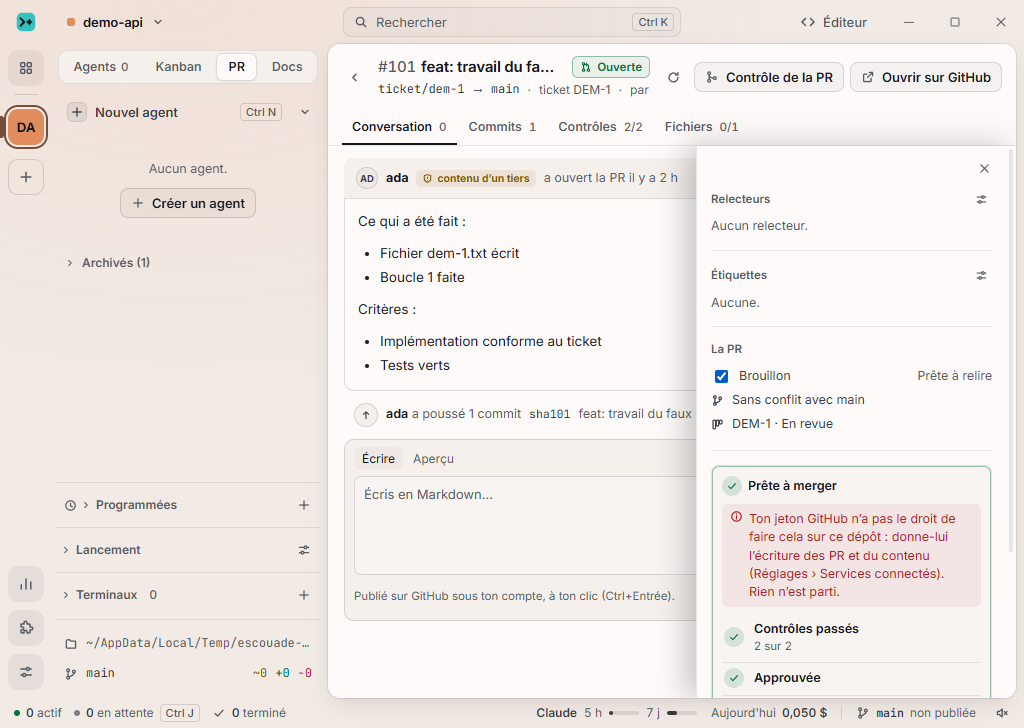 demo-api
Rechercher
Ctrl K
Éditeur
Agents 0
Kanban
PR
Docs
DA
Nouvel agent
Ctrl N
Aucun agent.
Créer un agent
Archivés (1)
Programmées
Lancement
Terminaux 0
~/AppData/Local/Temp/escouade-…
main
~0 +0 -0
#101 feat: travail du fa…
Ouverte
Contrôle de la PR
Ouvrir sur GitHub
ticket/dem-1 → main · ticket DEM-1 · par
Conversation 0
Commits 1
Contrôles 2/2
Fichiers 0/1
AD
ada
contenu d’un tiers
a ouvert la PR il y a 2 h
Ce qui a été fait :
• Fichier dem-1.txt écrit
• Boucle 1 faite
Critères :
• Implémentation conforme au ticket
• Tests verts
ada a poussé 1 commit sha101 feat: travail du faux
Écrire
Aperçu
Écris en Markdown…
Publié sur GitHub sous ton compte, à ton clic (Ctrl+Entrée).
Relecteurs
Aucun relecteur.
Étiquettes
Aucune.
La PR
Brouillon
Prête à relire
Sans conflit avec main
DEM-1 · En revue
Prête à merger
Ton jeton GitHub n’a pas le droit de
faire cela sur ce dépôt : donne-lui
l’écriture des PR et du contenu
(Réglages › Services connectés).
Rien n’est parti.
Contrôles passés
2 sur 2
Approuvée
0 actif
0 en attente
Ctrl J
0 terminé
Claude 5 h
7 j
Aujourd’hui 0,050 $
main non publiée